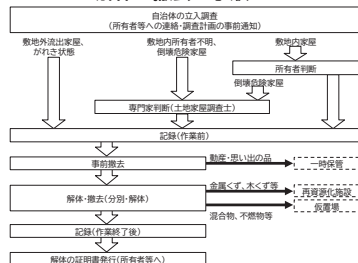 自治体の立入調査
(所有者等への連絡・調査計画の事前通知)
敷地外流出家屋、
がれき状態
敷地内所有者不明、
倒壊危険家屋
敷地内家屋
所有者判断
倒壊危険家屋
専門家判断(土地家屋調査士)
記録(作業前)
事前撤去
動産・思い出の品
一時保管
解体・撤去(分別・解体)
金属くず、木くず等
再資源化施設
仮置場
混合物、不燃物等
記録(作業終了後)
解体の証明書発行(所有者等へ)